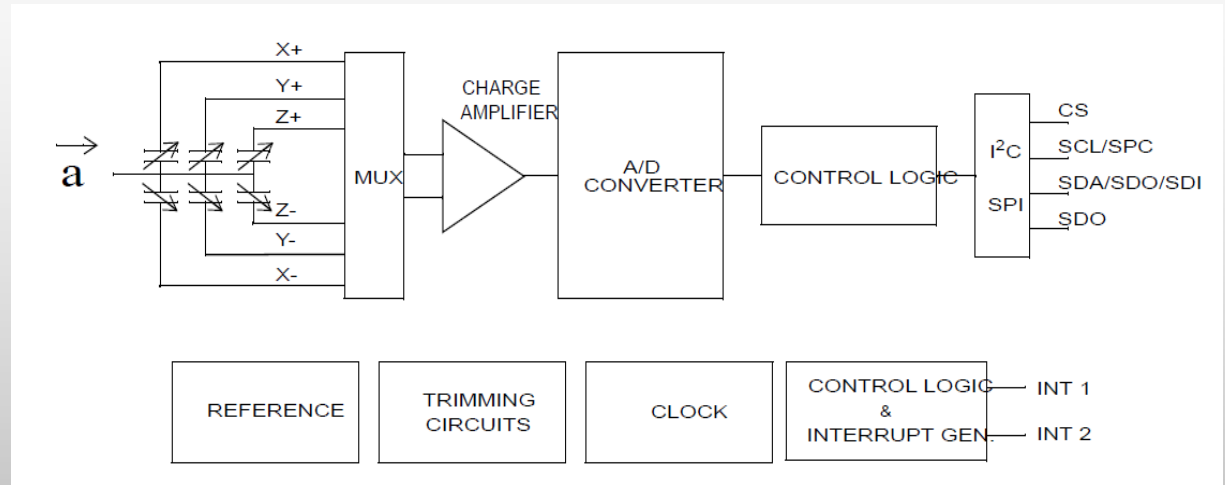 X+
Y+
Z+
a
Z-
Y-
X-
MUX
CHARGE
AMPLIFIER
A/D
CONVERTER
CONTROL LOGIC
I²C
SPI
CS
SCL/SPC
SDA/SDO/SDI
SDO
REFERENCE
TRIMMING
CIRCUITS
CLOCK
CONTROL LOGIC
&
INTERRUPT GEN.
INT 1
INT 2